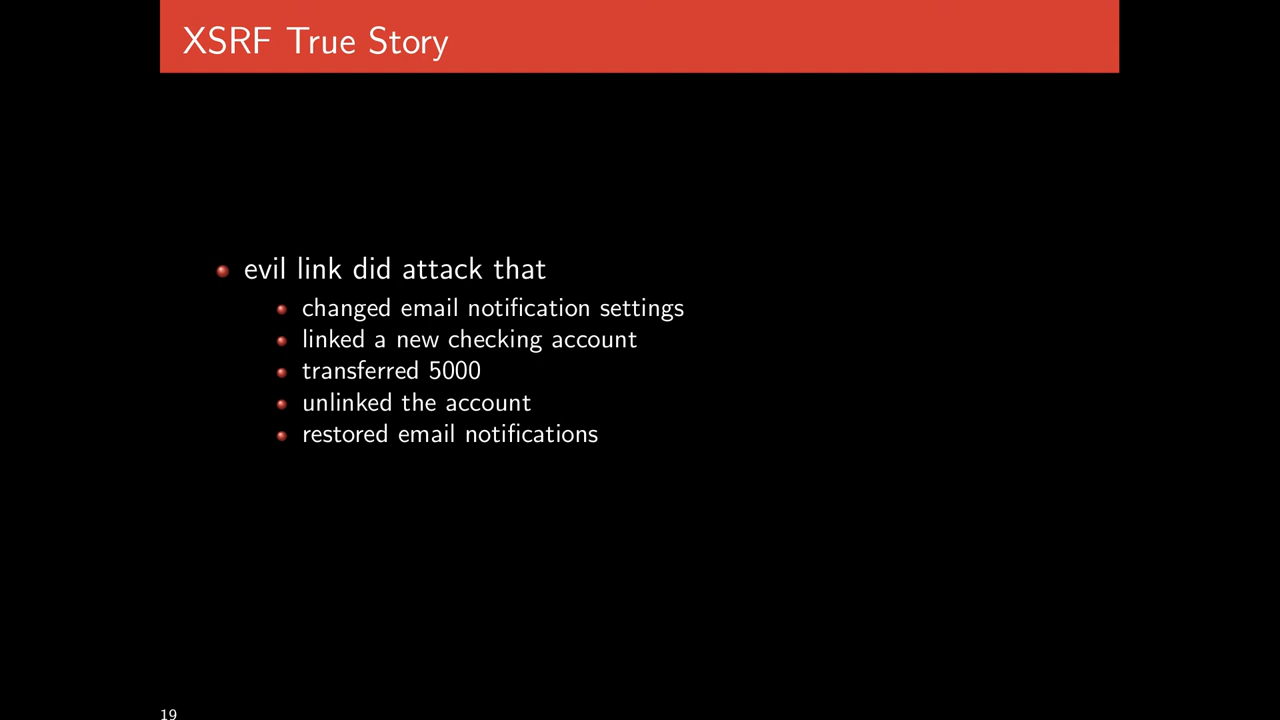 XSRF True Story
evil link did attack that
changed email notification settings
linked a new checking account
transferred 5000
unlinked the account
restored email notifications
19